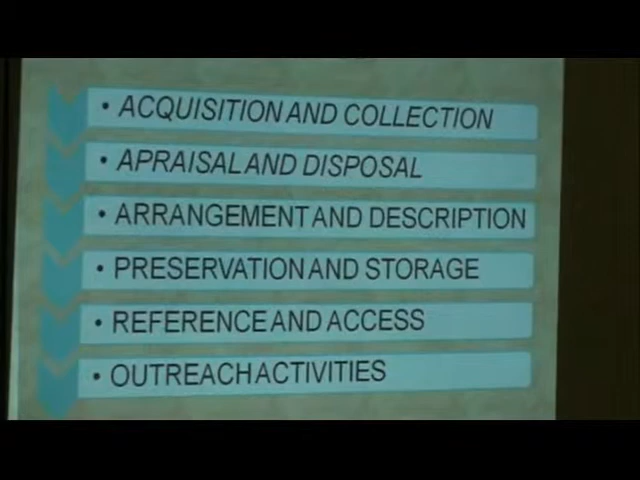 • ACQUISITION AND COLLECTION
• APRAISAL AND DISPOSAL
• ARRANGEMENT AND DESCRIPTION
• PRESERVATION AND STORAGE
• REFERENCE AND ACCESS
• OUTREACH ACTIVITIES